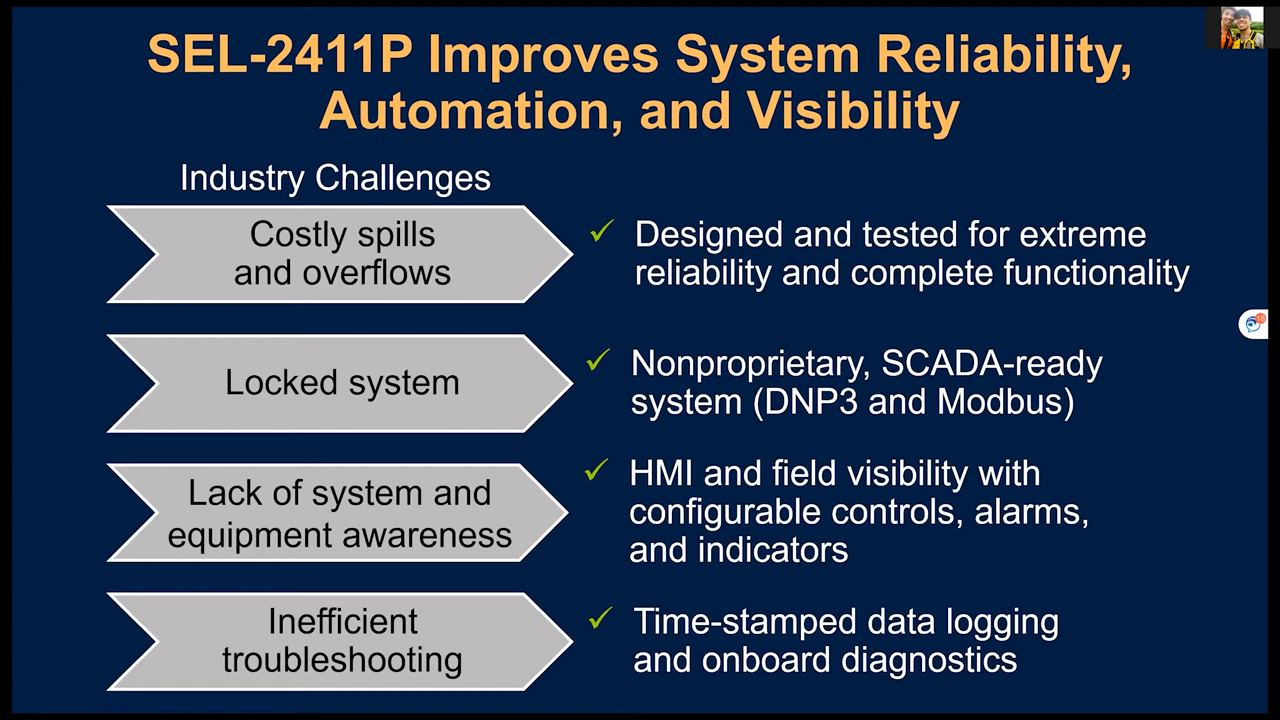 SEL-2411P Improves System Reliability,
Automation, and Visibility
Industry Challenges
Costly spills
and overflows
Designed and tested for extreme
reliability and complete functionality
Locked system
Nonproprietary, SCADA-ready
system (DNP3 and Modbus)
Lack of system and
equipment awareness
HMI and field visibility with
configurable controls, alarms,
and indicators
Inefficient
troubleshooting
Time-stamped data logging
and onboard diagnostics